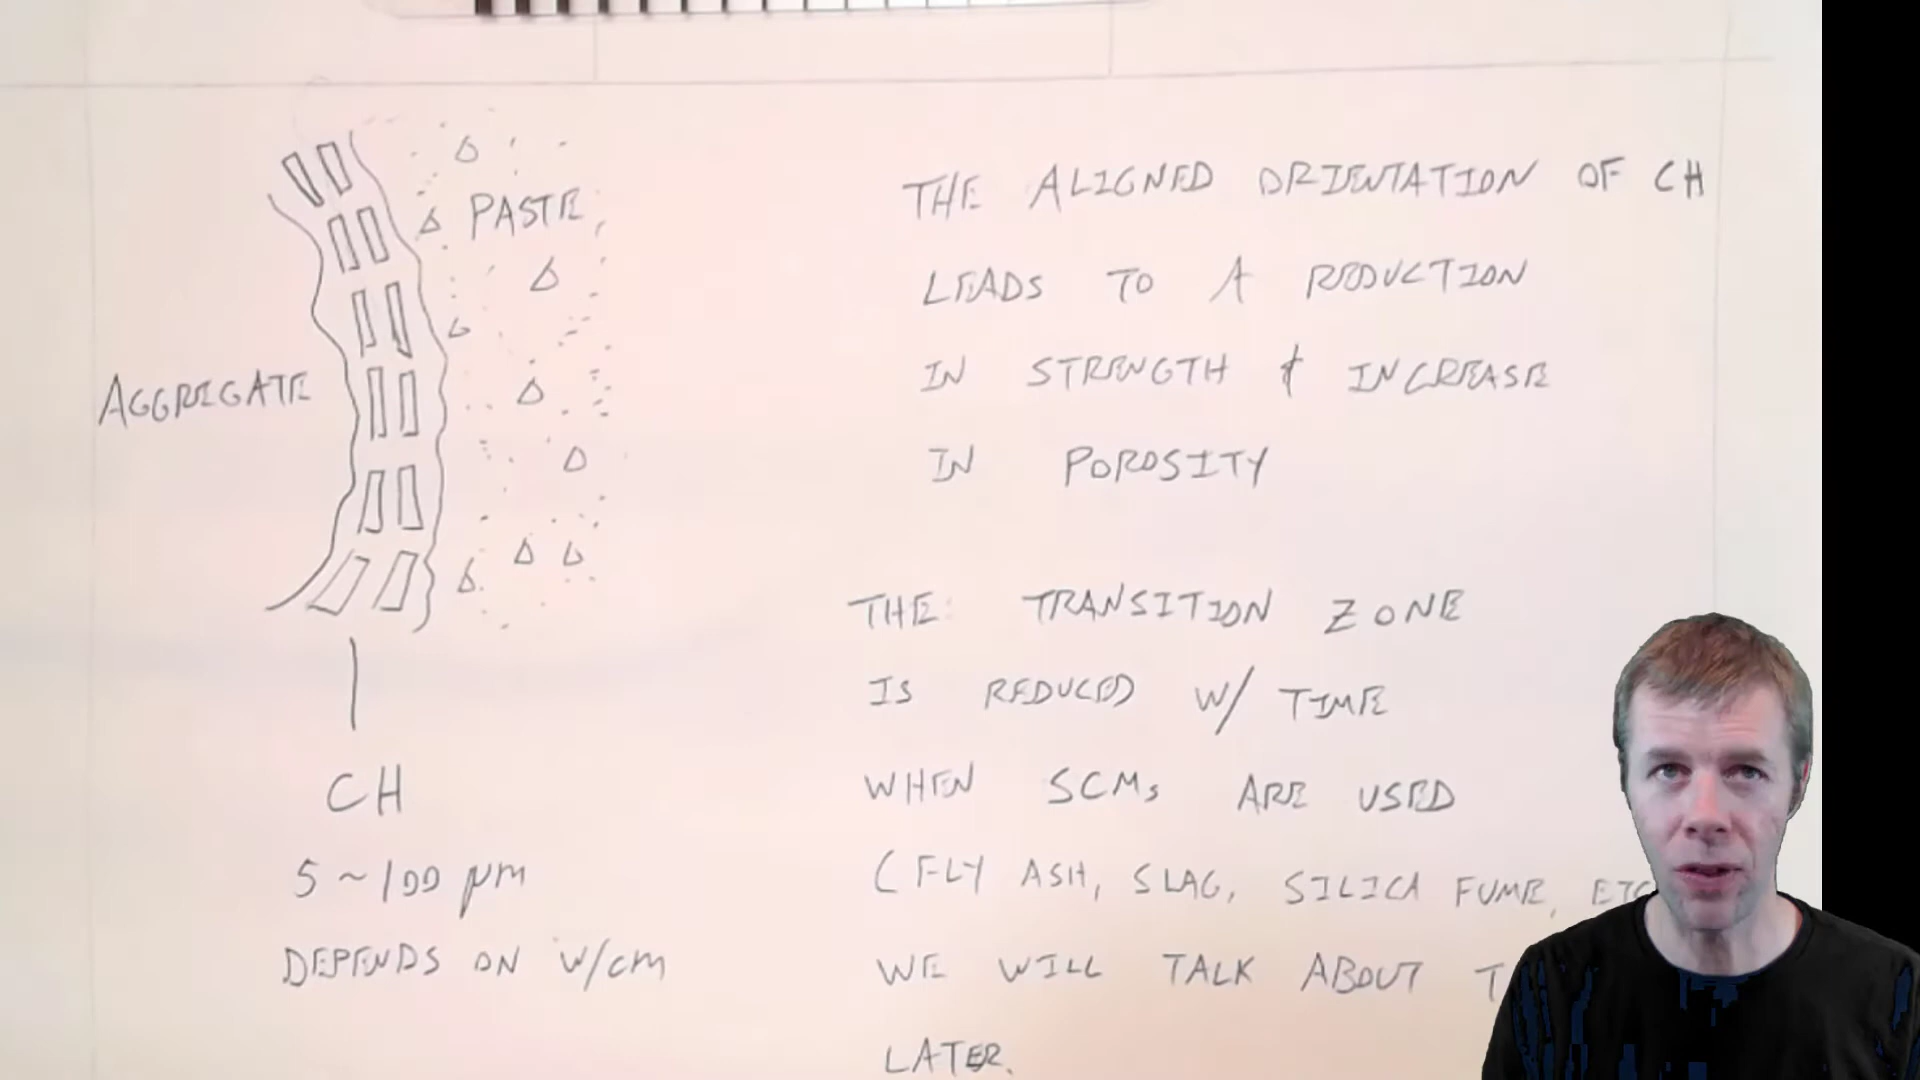 PASTE
AGGREGATE
CH
5 ~ 100 µm
DEPENDS ON w/cm
THE ALIGNED ORIENTATION OF CH
LEADS TO A REDUCTION
IN STRENGTH & INCREASE
IN POROSITY
THE TRANSITION ZONE
IS REDUCED W/ TIME
WHEN SCMs ARE USED
(FLY ASH, SLAG, SILICA FUME,
WE WILL TALK ABOUT
LATER.